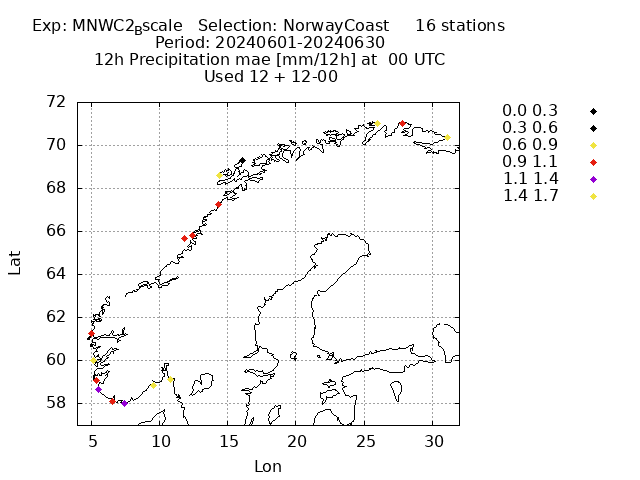 Exp: MNWC2_Bscale Selection: NorwayCoast 16 stations
Period: 20240601-20240630
12h Precipitation mae [mm/12h] at 00 UTC
Used 12 + 12-00
0.0 0.3
0.3 0.6
0.6 0.9
0.9 1.1
1.1 1.4
1.4 1.7
72
70
68
66
64
62
60
58
Lat
5 10 15 20 25 30
Lon